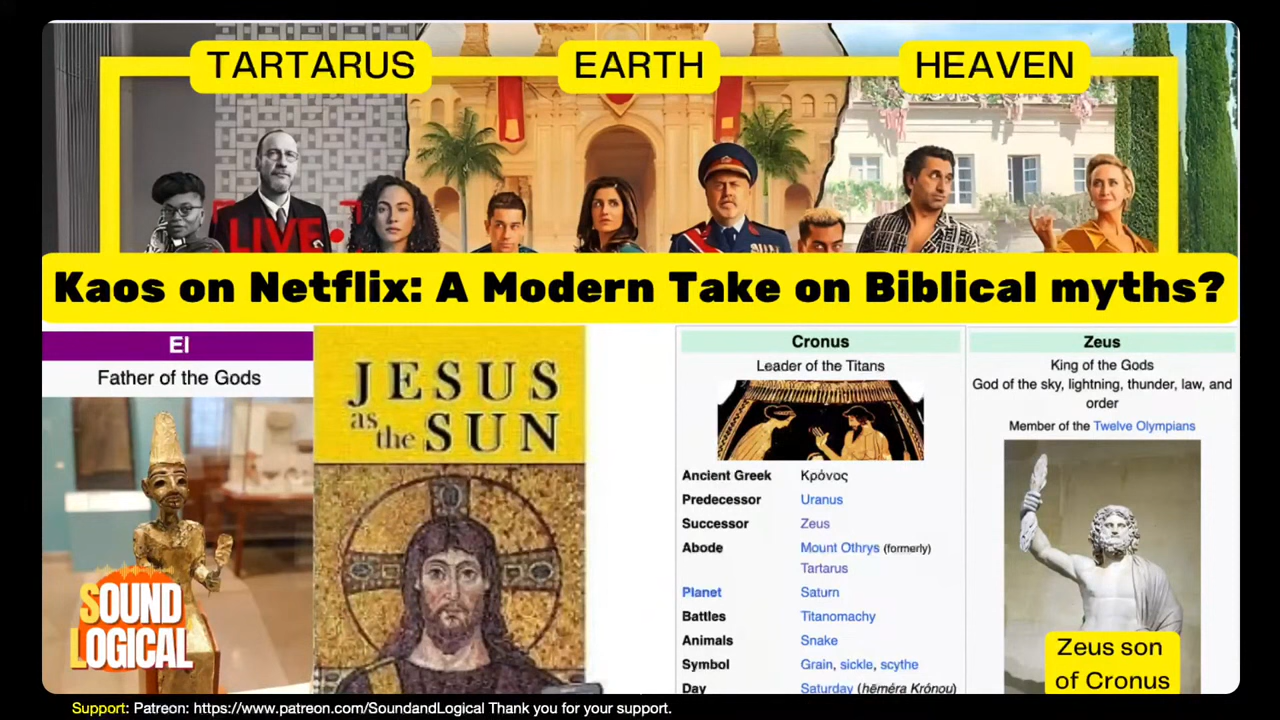 TARTARUS
EARTH
HEAVEN
LIVE.
Kaos on Netflix: A Modern Take on Biblical myths?
El
Father of the Gods
SOUND
LOGICAL
JESUS
as
the SUN
Cronus
Leader of the Titans
Ancient Greek Κρόνος
Predecessor Uranus
Successor Zeus
Abode Mount Othrys (formerly)
Tartarus
Planet Saturn
Battles Titanomachy
Animals Snake
Symbol Grain, sickle, scythe
Day Saturday (hēméra Krónou)
Zeus
King of the Gods
God of the sky, lightning, thunder, law, and
order
Member of the Twelve Olympians
Zeus son
of Cronus
Support: Patreon: https://www.patreon.com/SoundandLogical Thank you for your support.